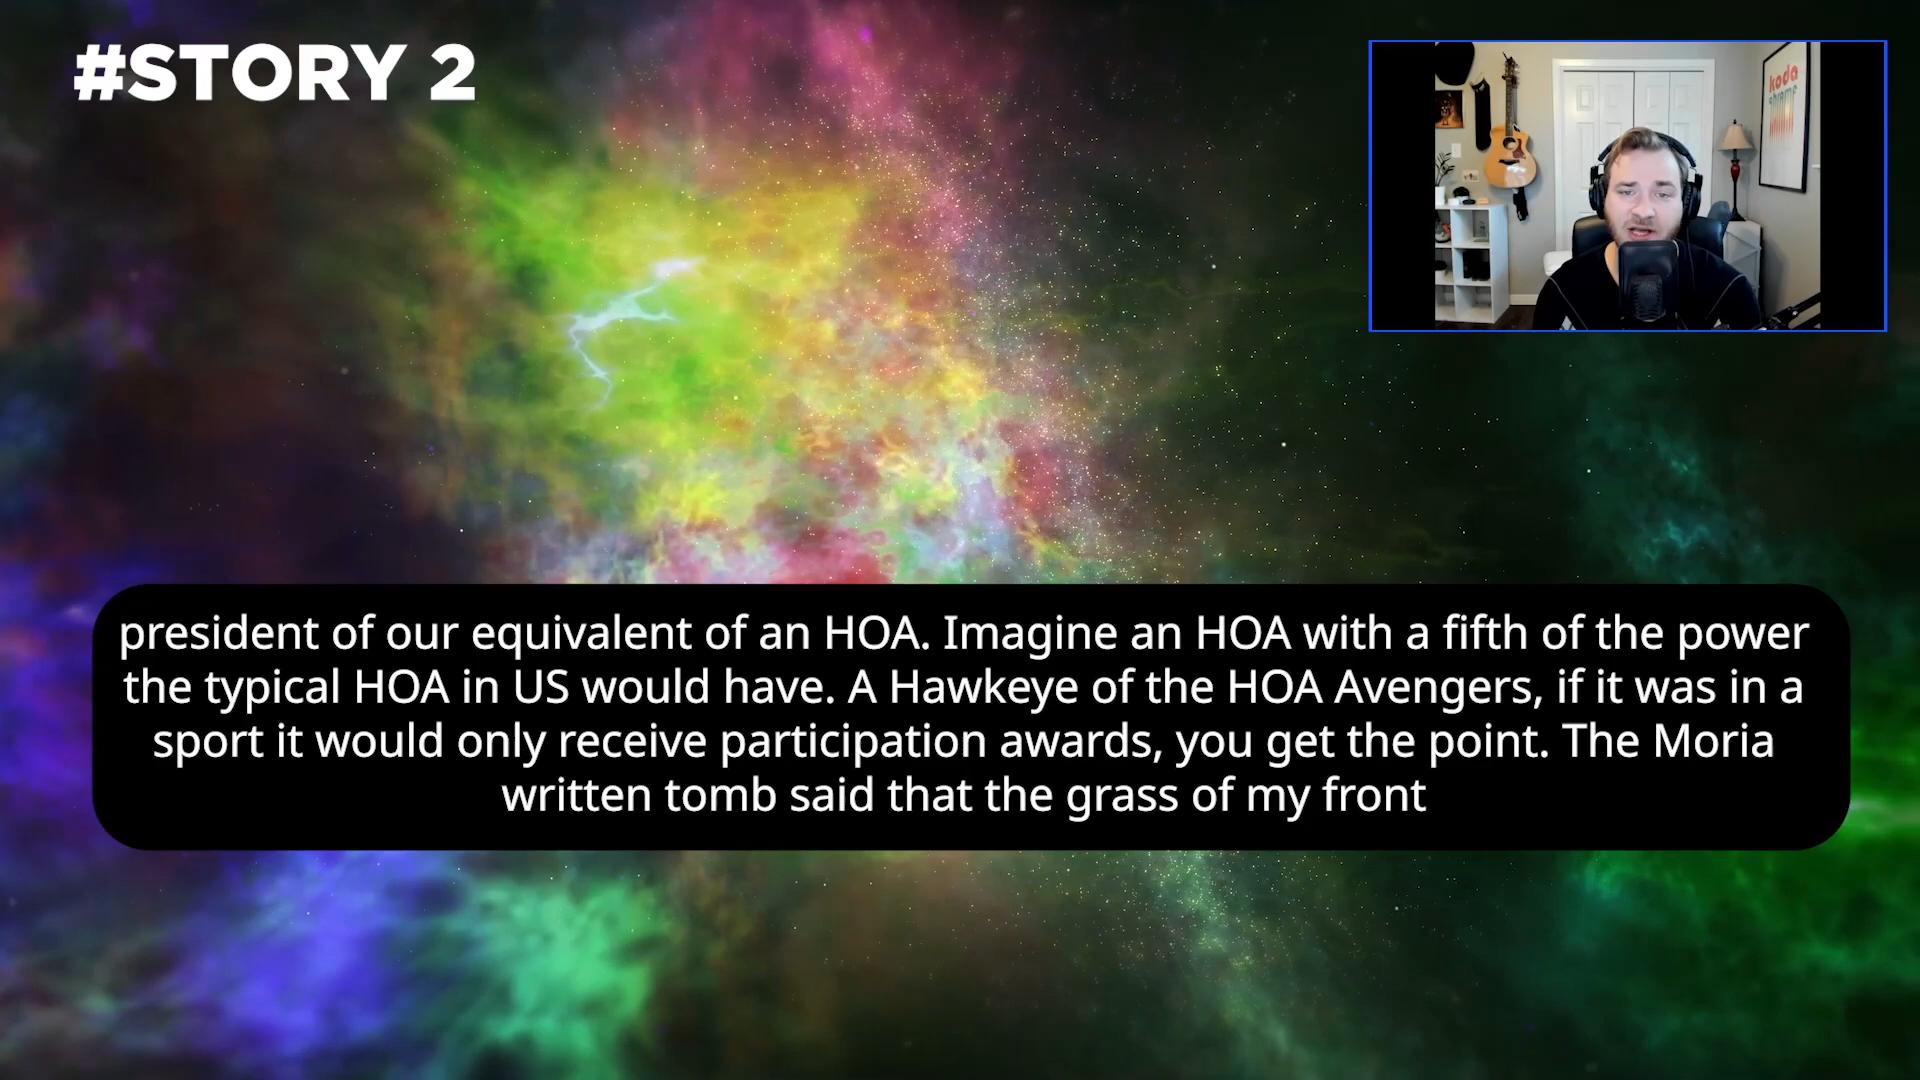 #STORY 2
koda
president of our equivalent of an HOA. Imagine an HOA with a fifth of the power
the typical HOA in US would have. A Hawkeye of the HOA Avengers, if it was in a
sport it would only receive participation awards, you get the point. The Moria
written tomb said that the grass of my front